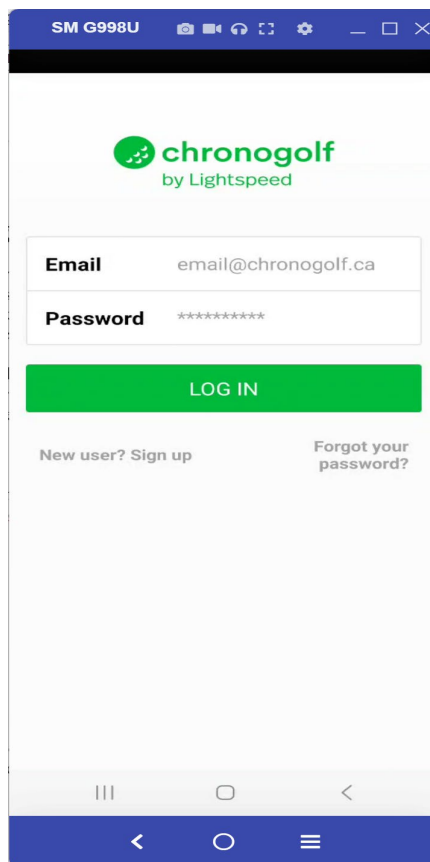 SM G998U
chronogolf
by Lightspeed
Email email@chronogolf.ca
Password **********
LOG IN
New user? Sign up
Forgot your
password?